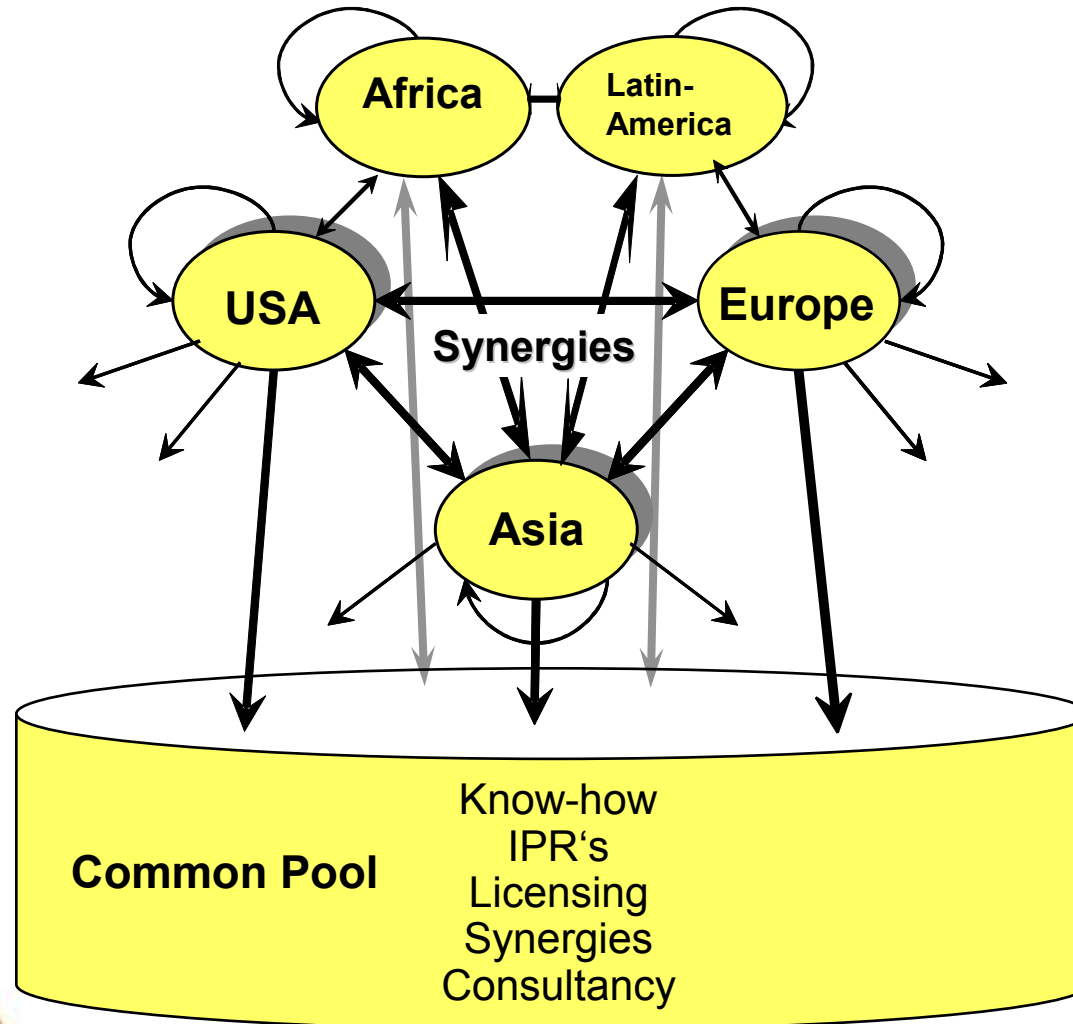 Africa
Latin-
America
USA
Europe
Synergies
Asia
Common Pool
Know-how
IPR‘s
Licensing
Synergies
Consultancy